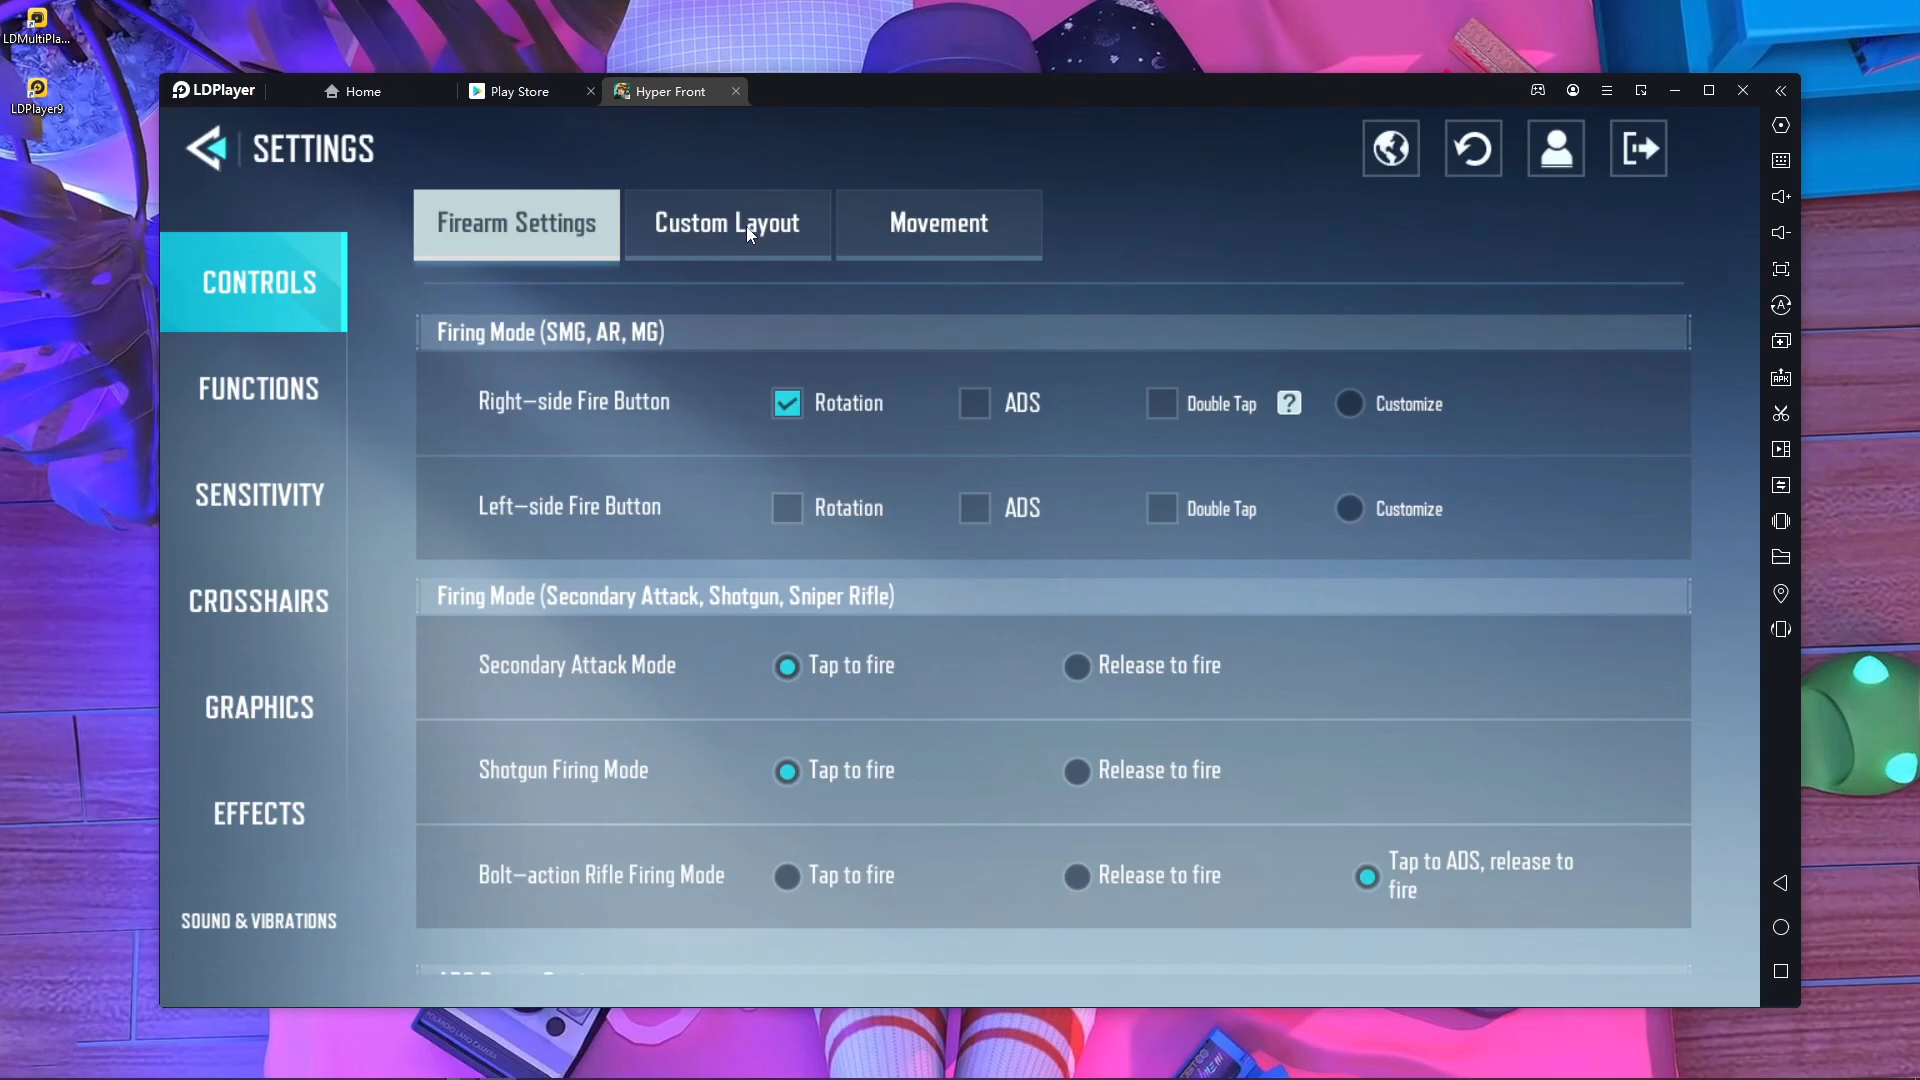 LDMultiPla...
LDPlayer9
LDPlayer
Home
Play Store
Hyper Front
SETTINGS
Firearm Settings
Custom Layout
Movement
CONTROLS
FUNCTIONS
SENSITIVITY
CROSSHAIRS
GRAPHICS
EFFECTS
SOUND & VIBRATIONS
Firing Mode (SMG, AR, MG)
Right-side Fire Button
Rotation
ADS
Double Tap
?
Customize
Left-side Fire Button
Rotation
ADS
Double Tap
Customize
Firing Mode (Secondary Attack, Shotgun, Sniper Rifle)
Secondary Attack Mode
Tap to fire
Release to fire
Shotgun Firing Mode
Tap to fire
Release to fire
Bolt-action Rifle Firing Mode
Tap to fire
Release to fire
Tap to ADS, release to
fire
APK
POLAROID LAND CAMERA